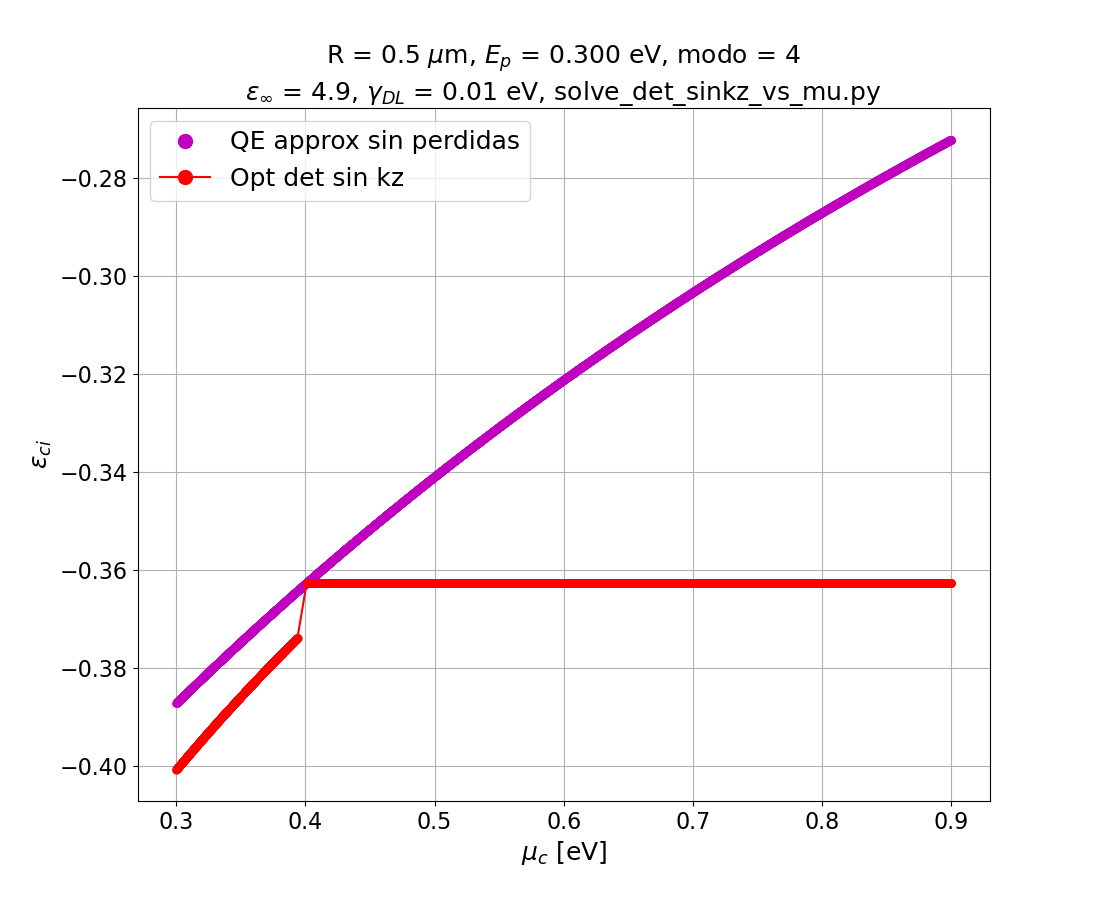 R = 0.5 μm, E_p = 0.300 eV, modo = 4
ε_∞ = 4.9, γ_DL = 0.01 eV, solve_det_sinkz_vs_mu.py
QE approx sin perdidas
Opt det sin kz
−0.28
−0.30
−0.32
−0.34
−0.36
−0.38
−0.40
ε_ci
0.3 0.4 0.5 0.6 0.7 0.8 0.9
μ_c [eV]